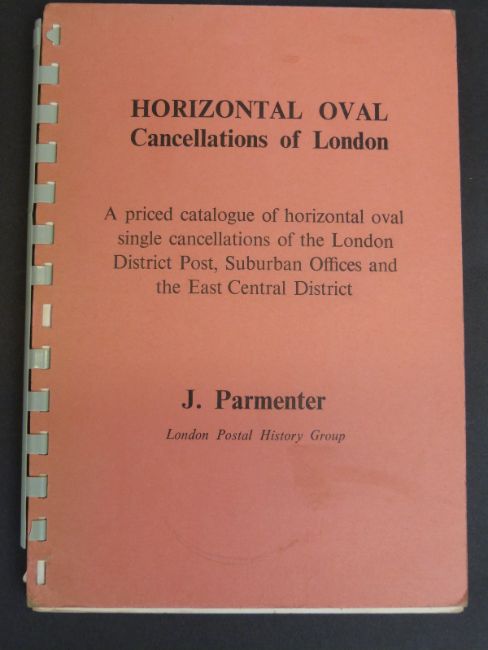 HORIZONTAL OVAL
Cancellations of London
A priced catalogue of horizontal oval
single cancellations of the London
District Post, Suburban Offices and
the East Central District
J. Parmenter
London Postal History Group